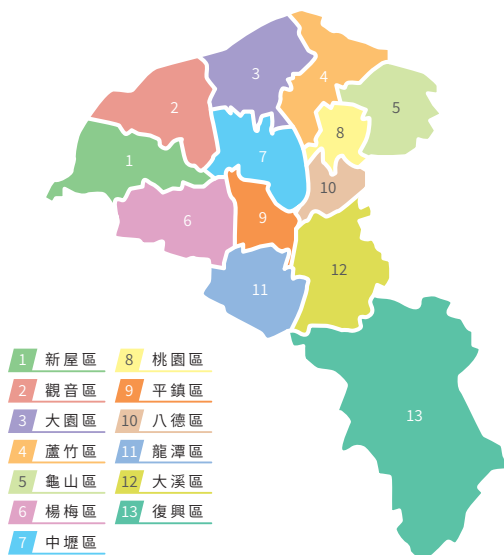 3
4
2
5
8
7
1
10
9
6
12
11
13
1 新屋區
2 觀音區
3 大園區
4 蘆竹區
5 龜山區
6 楊梅區
7 中壢區
8 桃園區
9 平鎮區
10 八德區
11 龍潭區
12 大溪區
13 復興區